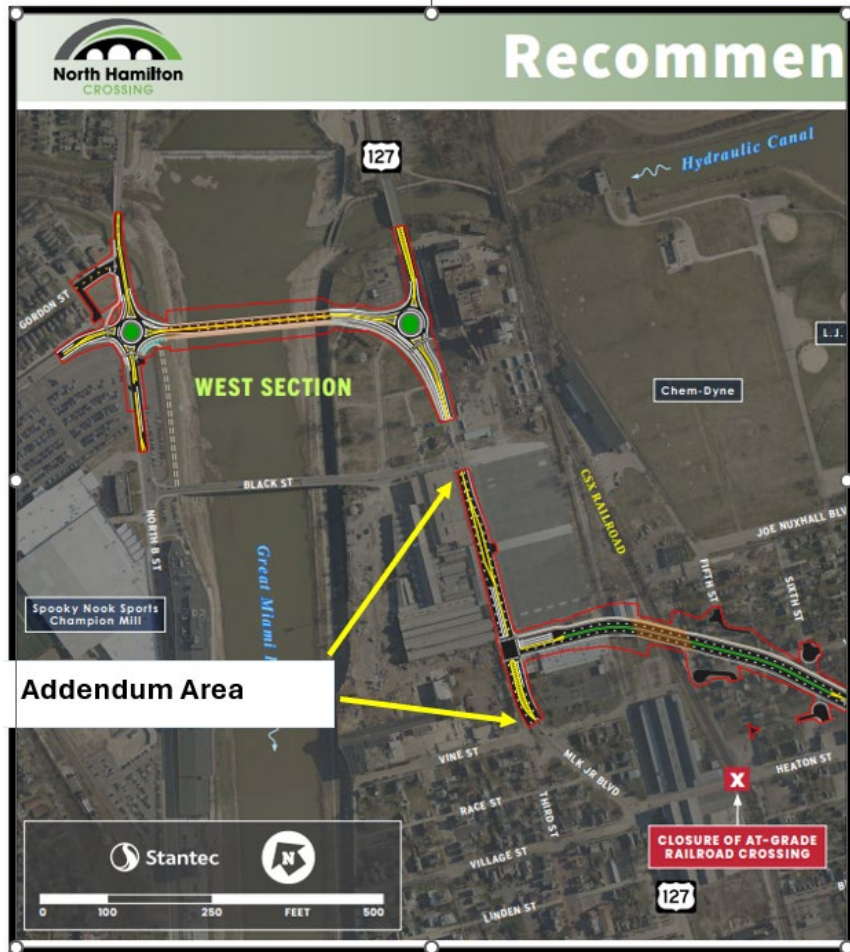 North Hamilton
CROSSING
Recommen
127
Hydraulic Canal
GORDON ST
L.J.
WEST SECTION
Chem-Dyne
BLACK ST
CSX RAILROAD
JOE NUXHALL BLV
NORTH B ST
FIFTH ST
SIXTH ST
Great Miami
Spooky Nook Sports
Champion Mill
Addendum Area
VINE ST
MLK JR BLVD
HEATON ST
X
RACE ST
THIRD ST
CLOSURE OF AT-GRADE
RAILROAD CROSSING
Stantec
N
VILLAGE ST
127
0 100 250 FEET 500
LINDEN ST